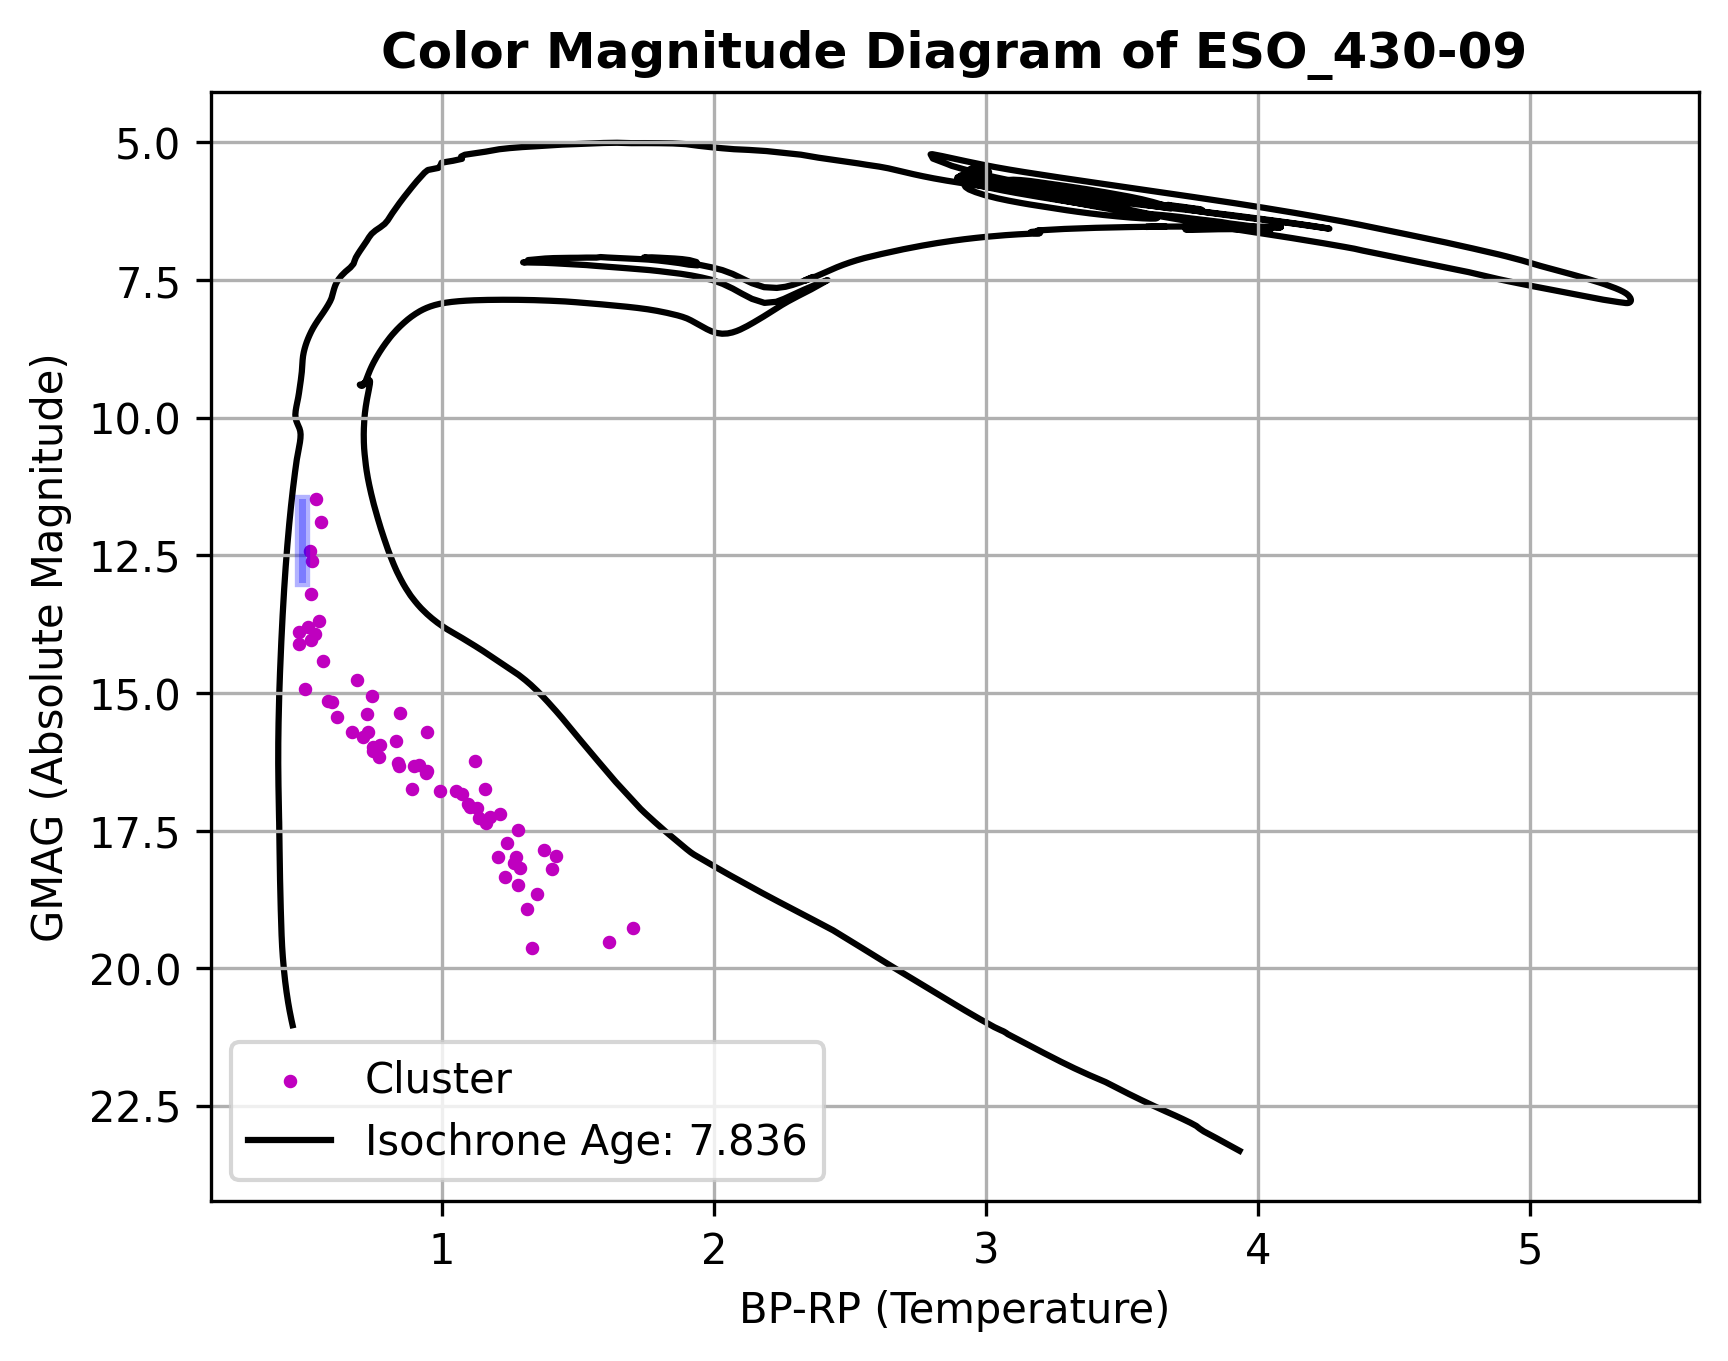 Color Magnitude Diagram of ESO_430-09
5.0
7.5
10.0
12.5
15.0
17.5
20.0
22.5
GMAG (Absolute Magnitude)
Cluster
Isochrone Age: 7.836
1 2 3 4 5
BP-RP (Temperature)